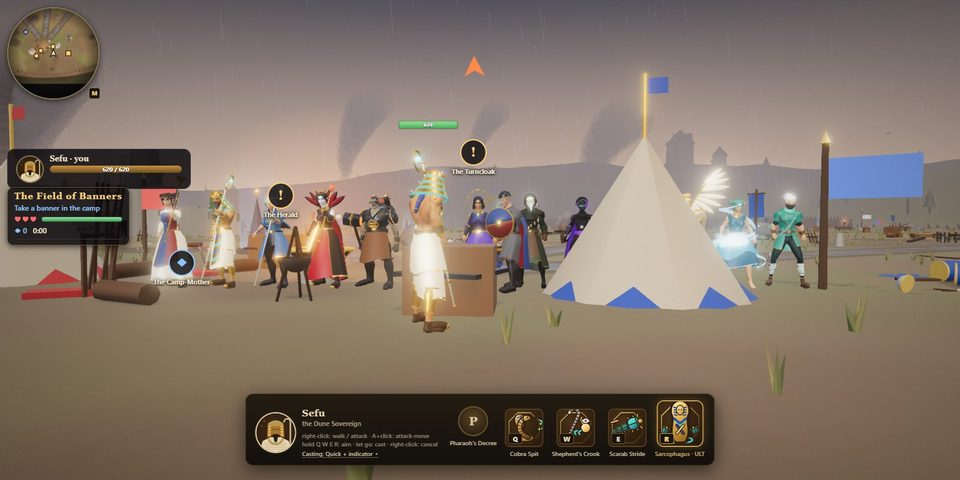 M
Sefu · you
620 / 620
The Field of Banners
Take a banner in the camp
0 0:00
620
!
The Turncloak
!
The Herald
The Camp-Mother
Sefu
the Dune Sovereign
right-click: walk / attack · A+click: attack-move
hold Q W E R: aim · let go: cast · right-click: cancel
Casting: Quick + indicator
P
Pharaoh's Decree
Q
Cobra Spit
W
Shepherd's Crook
E
Scarab Stride
R
Sarcophagus · ULT